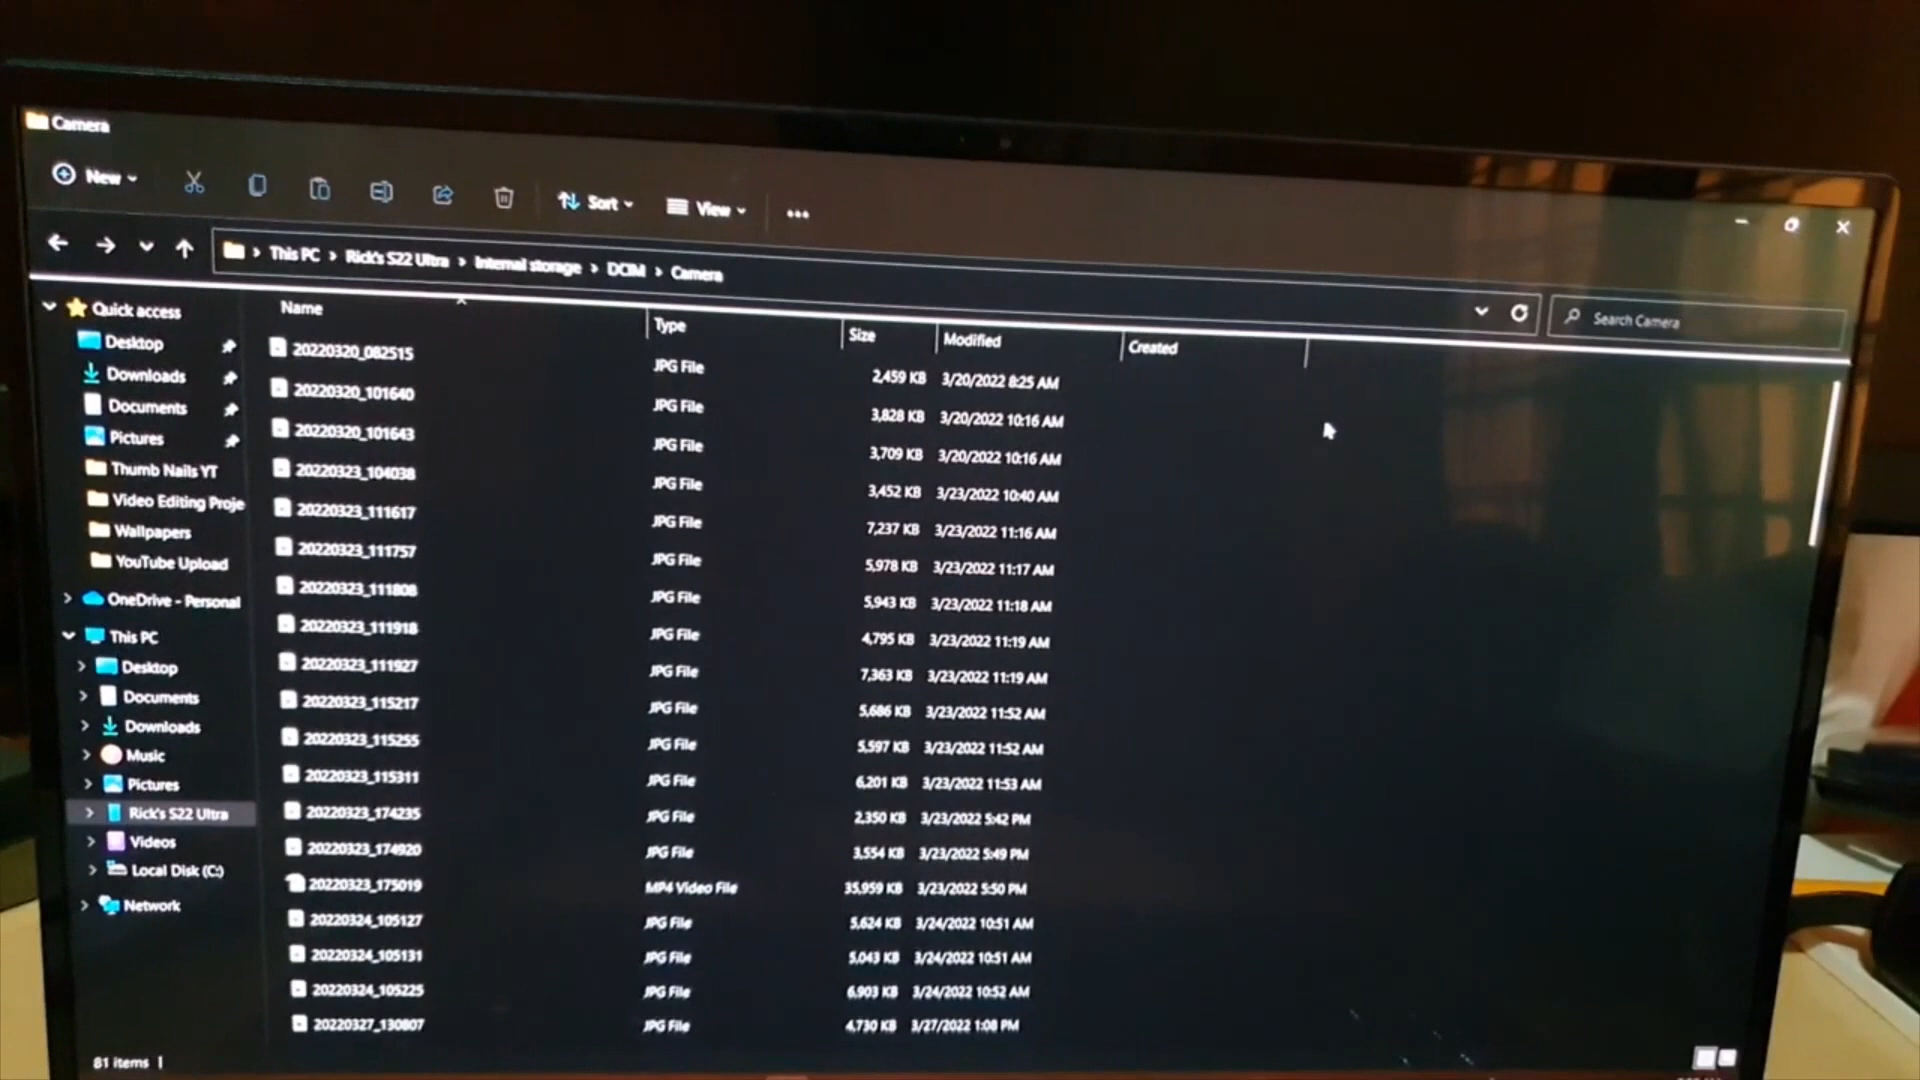 Camera
New
Sort
View
This PC > Rick's S22 Ultra > Internal storage > DCIM > Camera
Search Camera
Name Type Size Modified Created
20220320_082515 JPG File 2,459 KB 3/20/2022 8:25 AM
20220320_101640 JPG File 3,828 KB 3/20/2022 10:16 AM
20220320_101643 JPG File 3,709 KB 3/20/2022 10:16 AM
20220323_104038 JPG File 3,452 KB 3/23/2022 10:40 AM
20220323_111617 JPG File 7,237 KB 3/23/2022 11:16 AM
20220323_111757 JPG File 5,978 KB 3/23/2022 11:17 AM
20220323_111808 JPG File 5,943 KB 3/23/2022 11:18 AM
20220323_111918 JPG File 4,795 KB 3/23/2022 11:19 AM
20220323_111927 JPG File 7,363 KB 3/23/2022 11:19 AM
20220323_115217 JPG File 5,686 KB 3/23/2022 11:52 AM
20220323_115255 JPG File 5,597 KB 3/23/2022 11:52 AM
20220323_115311 JPG File 6,201 KB 3/23/2022 11:53 AM
20220323_174235 JPG File 2,350 KB 3/23/2022 5:42 PM
20220323_174920 JPG File 3,554 KB 3/23/2022 5:49 PM
20220323_175019 MP4 Video File 35,959 KB 3/23/2022 5:50 PM
20220324_105127 JPG File 5,624 KB 3/24/2022 10:51 AM
20220324_105131 JPG File 5,043 KB 3/24/2022 10:51 AM
20220324_105225 JPG File 6,903 KB 3/24/2022 10:52 AM
20220327_130807 JPG File 4,730 KB 3/27/2022 1:08 PM
Quick access
Desktop
Downloads
Documents
Pictures
Thumb Nails YT
Video Editing Proje
Wallpapers
YouTube Upload
OneDrive - Personal
This PC
Desktop
Documents
Downloads
Music
Pictures
Rick's S22 Ultra
Videos
Local Disk (C:)
Network
81 items